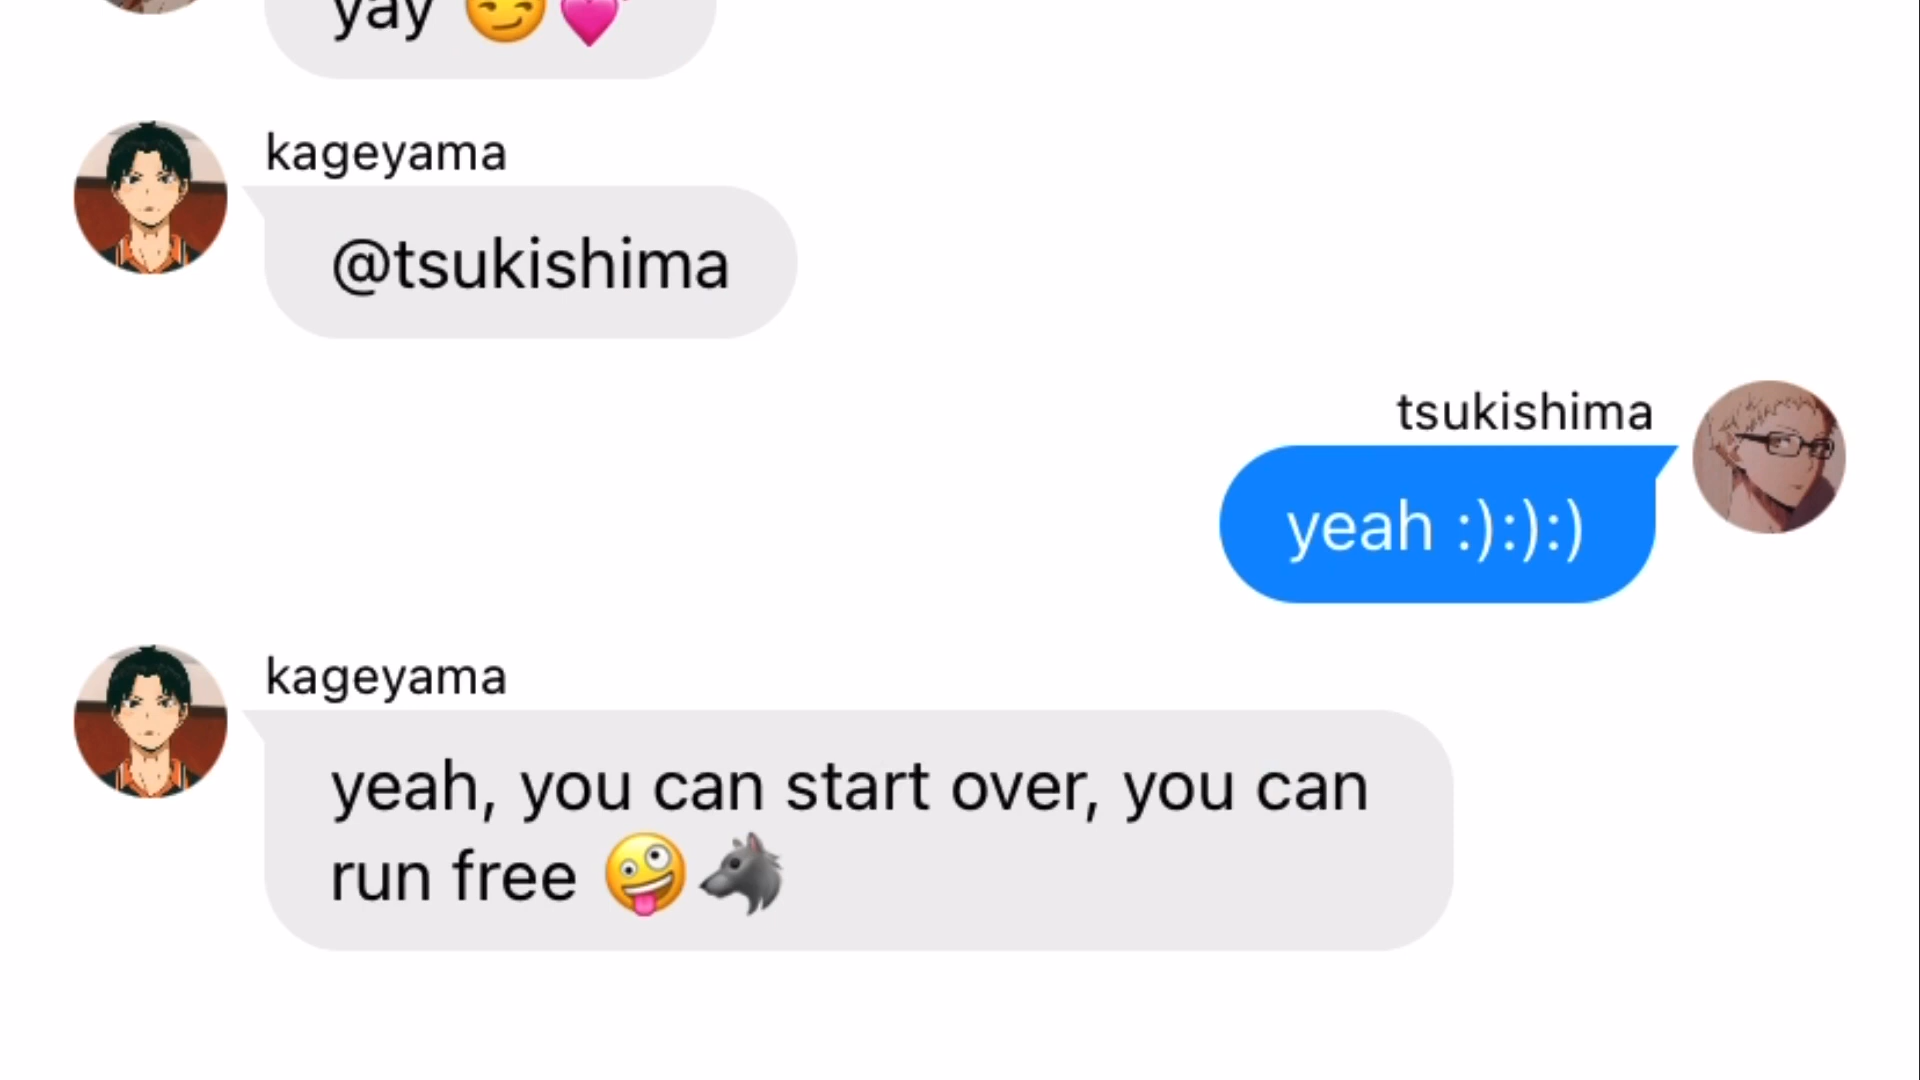 yay 😏💕
kageyama
@tsukishima
tsukishima
yeah :):):)
kageyama
yeah, you can start over, you can
run free 🤪🐺